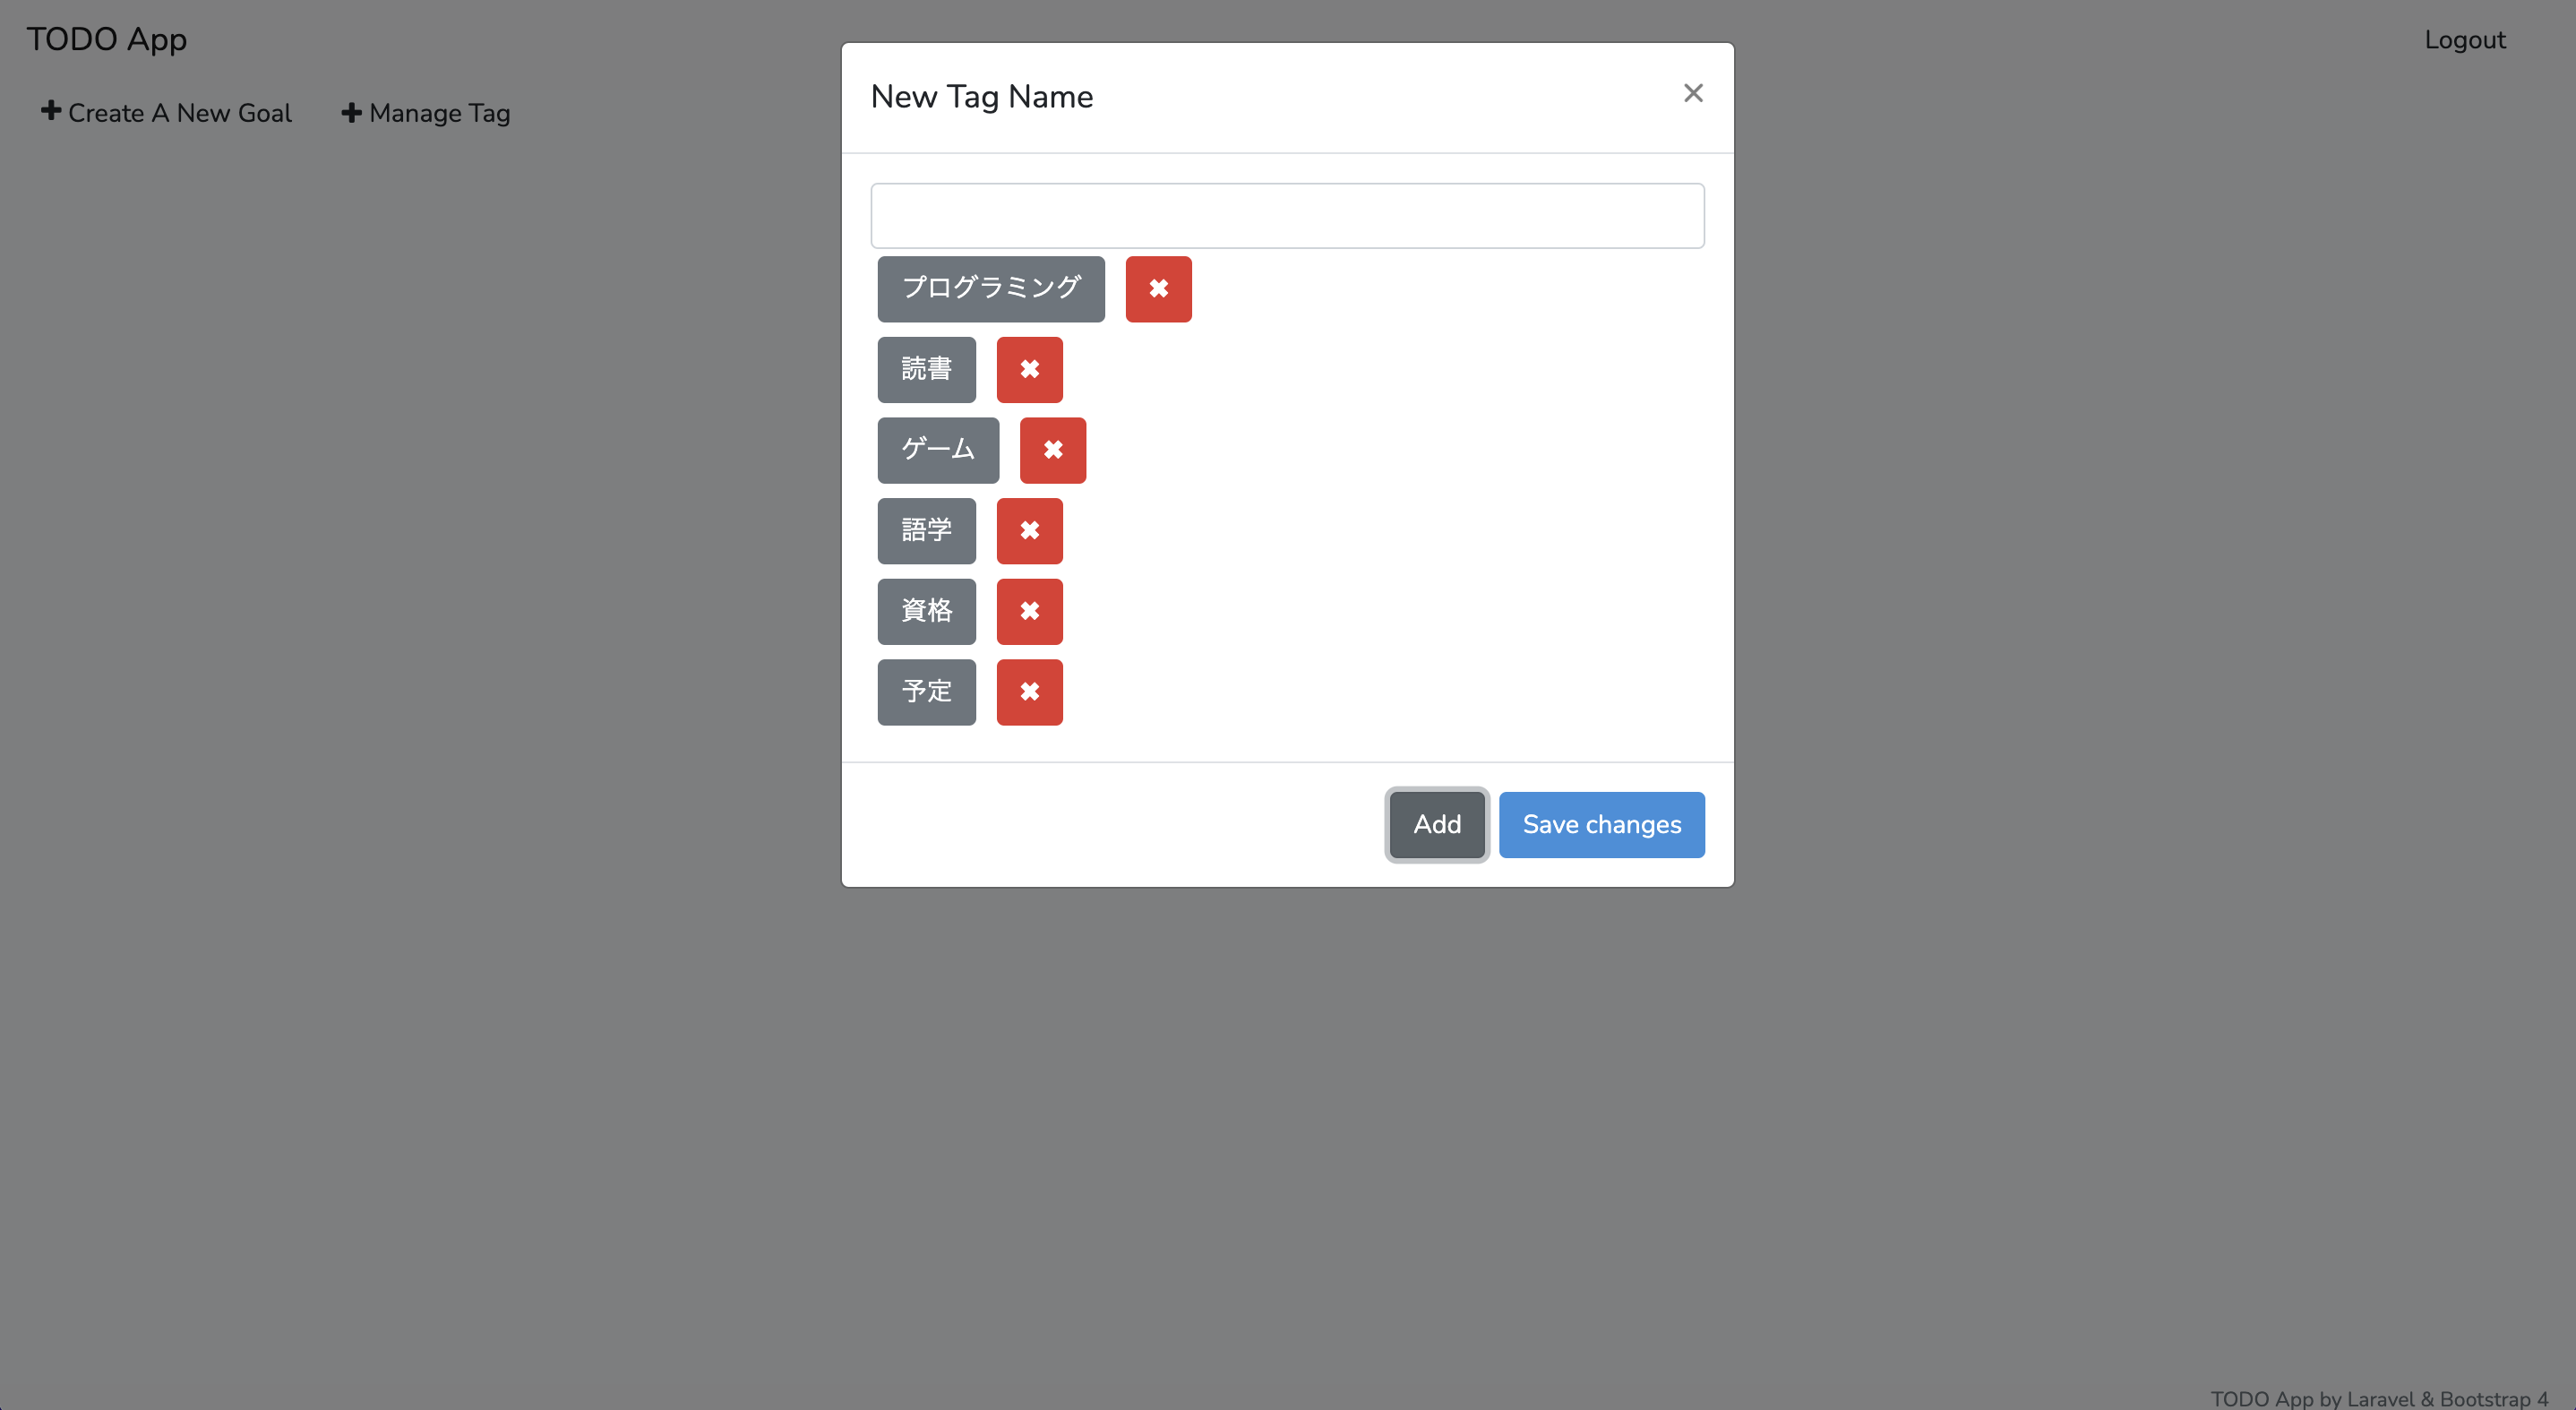 TODO App
Logout
Create A New Goal
Manage Tag
New Tag Name
プログラミング
読書
ゲーム
語学
資格
予定
Add
Save changes
TODO App by Laravel & Bootstrap 4